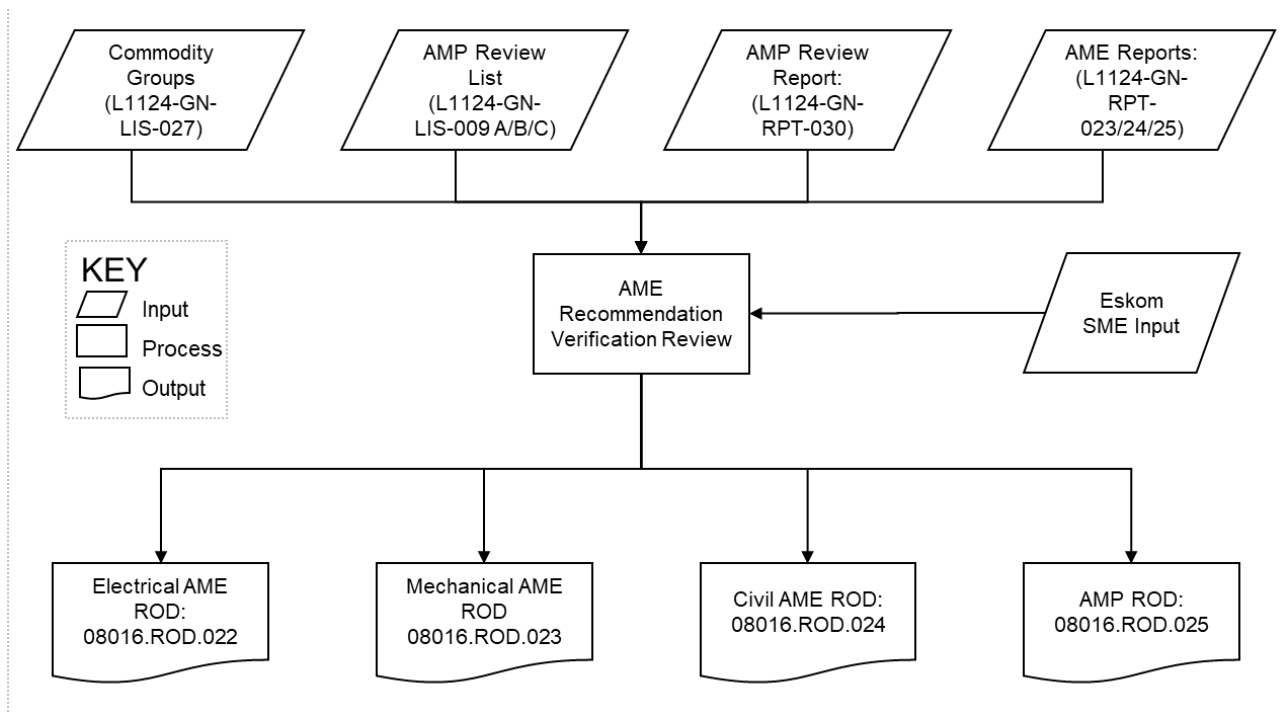 Commodity
Groups
(L1124-GN-
LIS-027)
AMP Review
List
(L1124-GN-
LIS-009 A/B/C)
AMP Review
Report:
(L1124-GN-
RPT-030)
AME Reports:
(L1124-GN-
RPT-
023/24/25)
KEY
Input
Process
Output
AME
Recommendation
Verification Review
Eskom
SME Input
Electrical AME
ROD:
08016.ROD.022
Mechanical AME
ROD
08016.ROD.023
Civil AME ROD:
08016.ROD.024
AMP ROD:
08016.ROD.025